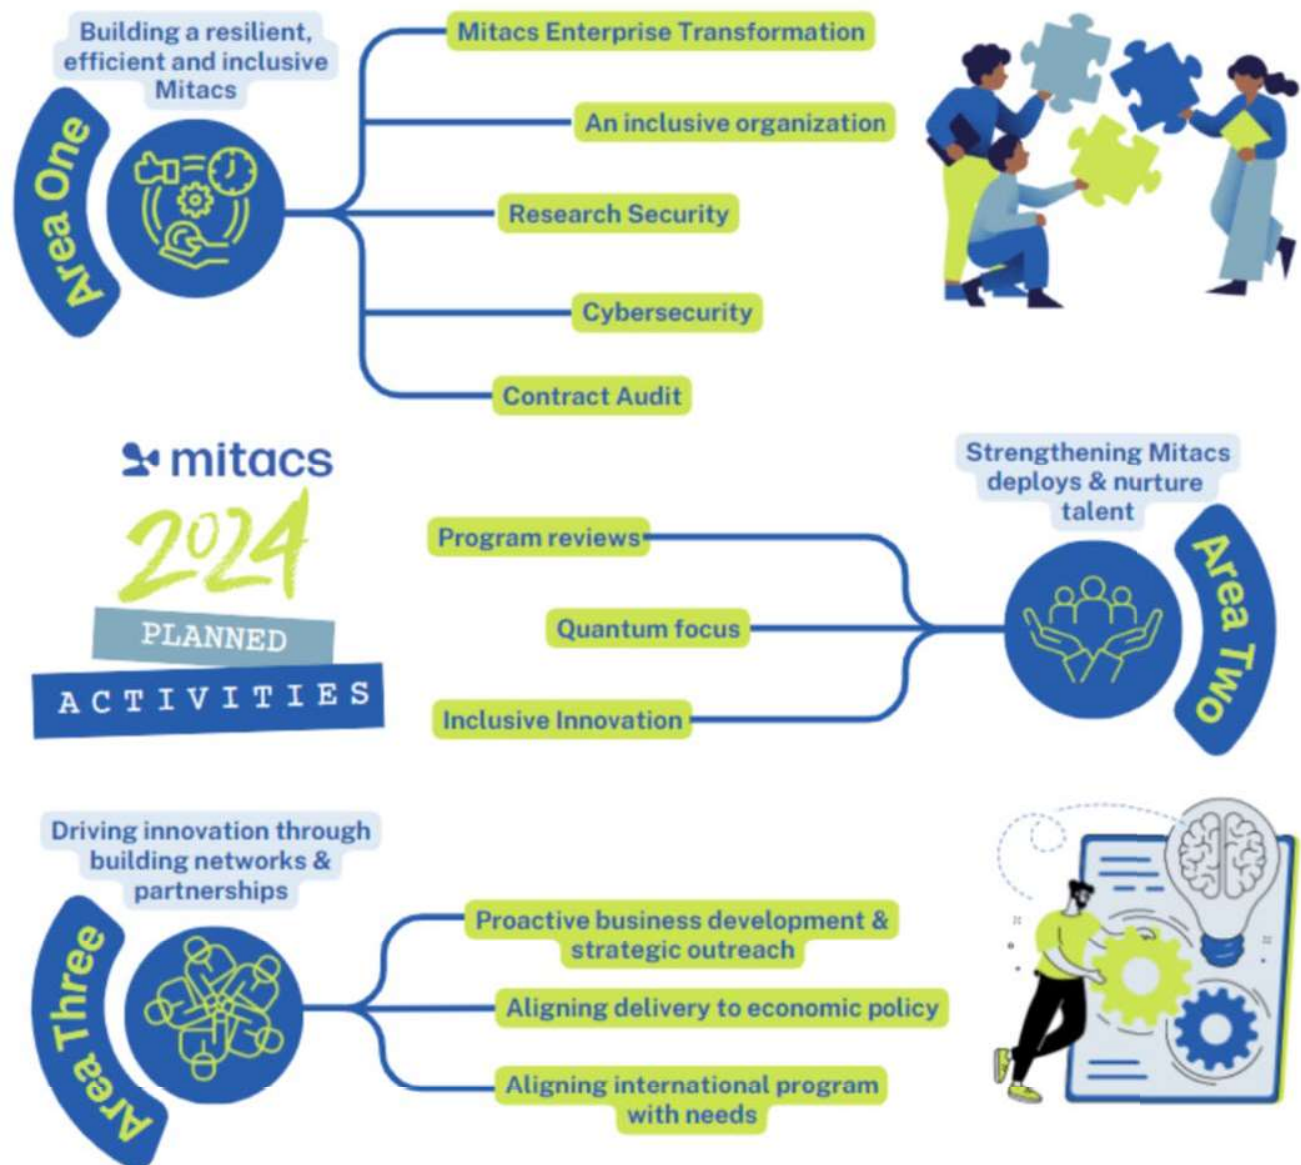 Building a resilient,
efficient and inclusive
Mitacs
Area One
Mitacs Enterprise Transformation
An inclusive organization
Research Security
Cybersecurity
Contract Audit
mitacs
2024
PLANNED
ACTIVITIES
Strengthening Mitacs
deploys & nurture
talent
Area Two
Program reviews
Quantum focus
Inclusive Innovation
Driving innovation through
building networks &
partnerships
Area Three
Proactive business development &
strategic outreach
Aligning delivery to economic policy
Aligning international program
with needs